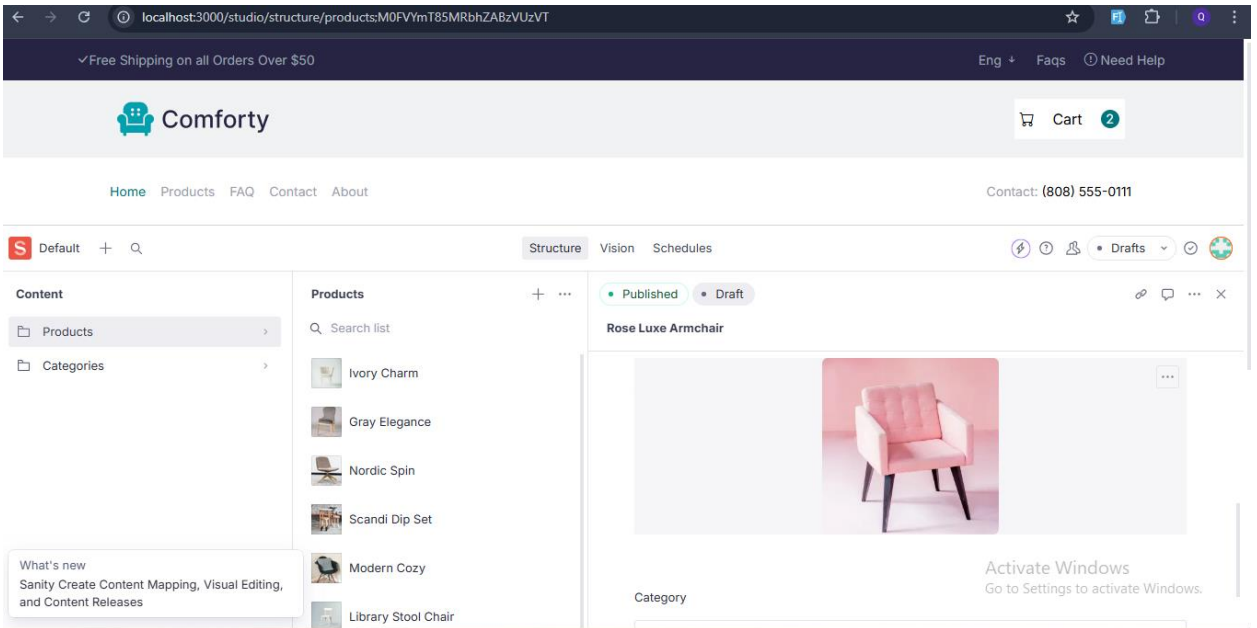 localhost:3000/studio/structure/products;M0FVYmT85MRbhZABzVUzVT
Q
Free Shipping on all Orders Over $50
Eng Faqs Need Help
Comforty
Cart 2
Home Products FAQ Contact About
Contact: (808) 555-0111
S Default
Structure Vision Schedules
Drafts
Content
Products
Categories
Products
Search list
Ivory Charm
Gray Elegance
Nordic Spin
Scandi Dip Set
Modern Cozy
Library Stool Chair
Published Draft
Rose Luxe Armchair
Category
What's new
Sanity Create Content Mapping, Visual Editing,
and Content Releases
Activate Windows
Go to Settings to activate Windows.